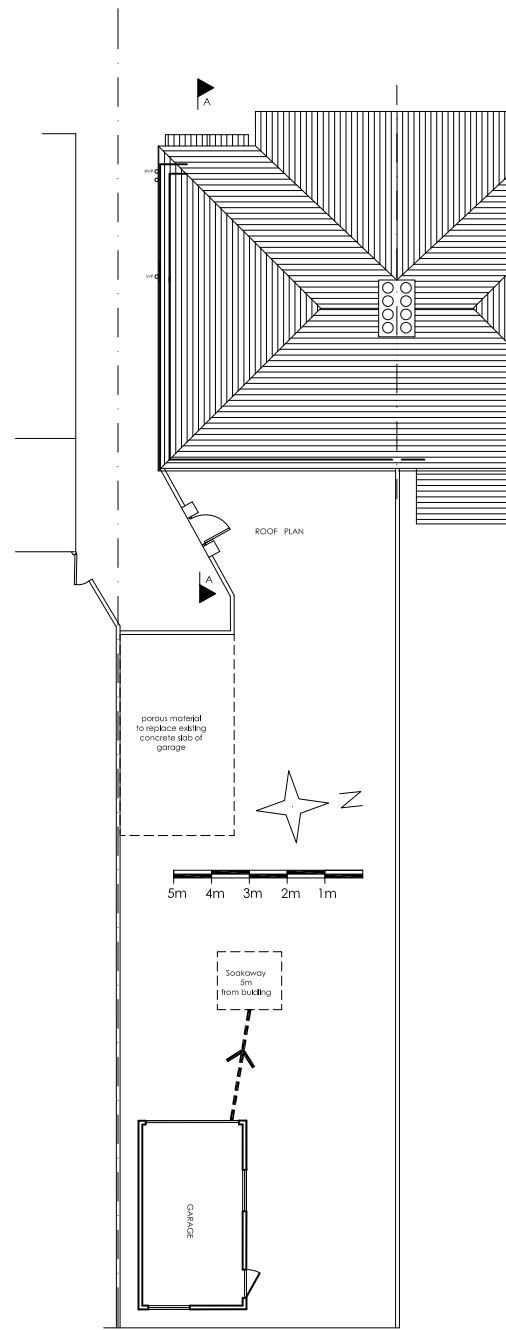 A
RWP
SVP
ROOF PLAN
A
porous material
to replace existing
concrete slab of
garage
N
5m 4m 3m 2m 1m
Soakaway
5m
from building
GARAGE